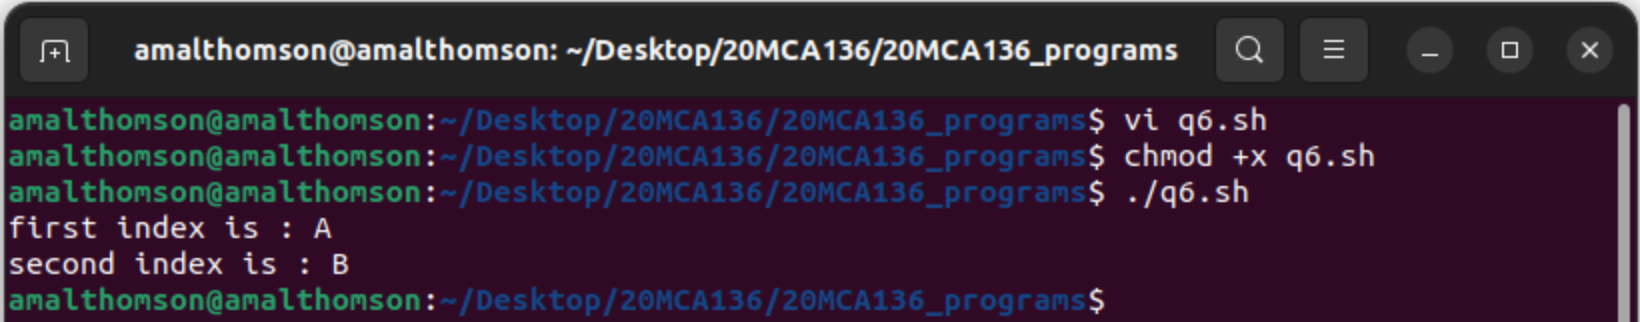 amalthomson@amalthomson: ~/Desktop/20MCA136/20MCA136_programs
amalthomson@amalthomson:~/Desktop/20MCA136/20MCA136_programs$ vi q6.sh
amalthomson@amalthomson:~/Desktop/20MCA136/20MCA136_programs$ chmod +x q6.sh
amalthomson@amalthomson:~/Desktop/20MCA136/20MCA136_programs$ ./q6.sh
first index is : A
second index is : B
amalthomson@amalthomson:~/Desktop/20MCA136/20MCA136_programs$